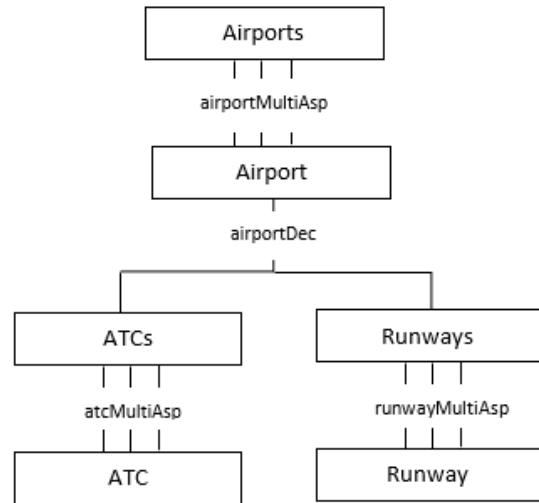 Airports
airportMultiAsp
Airport
airportDec
ATCs
Runways
atcMultiAsp
runwayMultiAsp
ATC
Runway